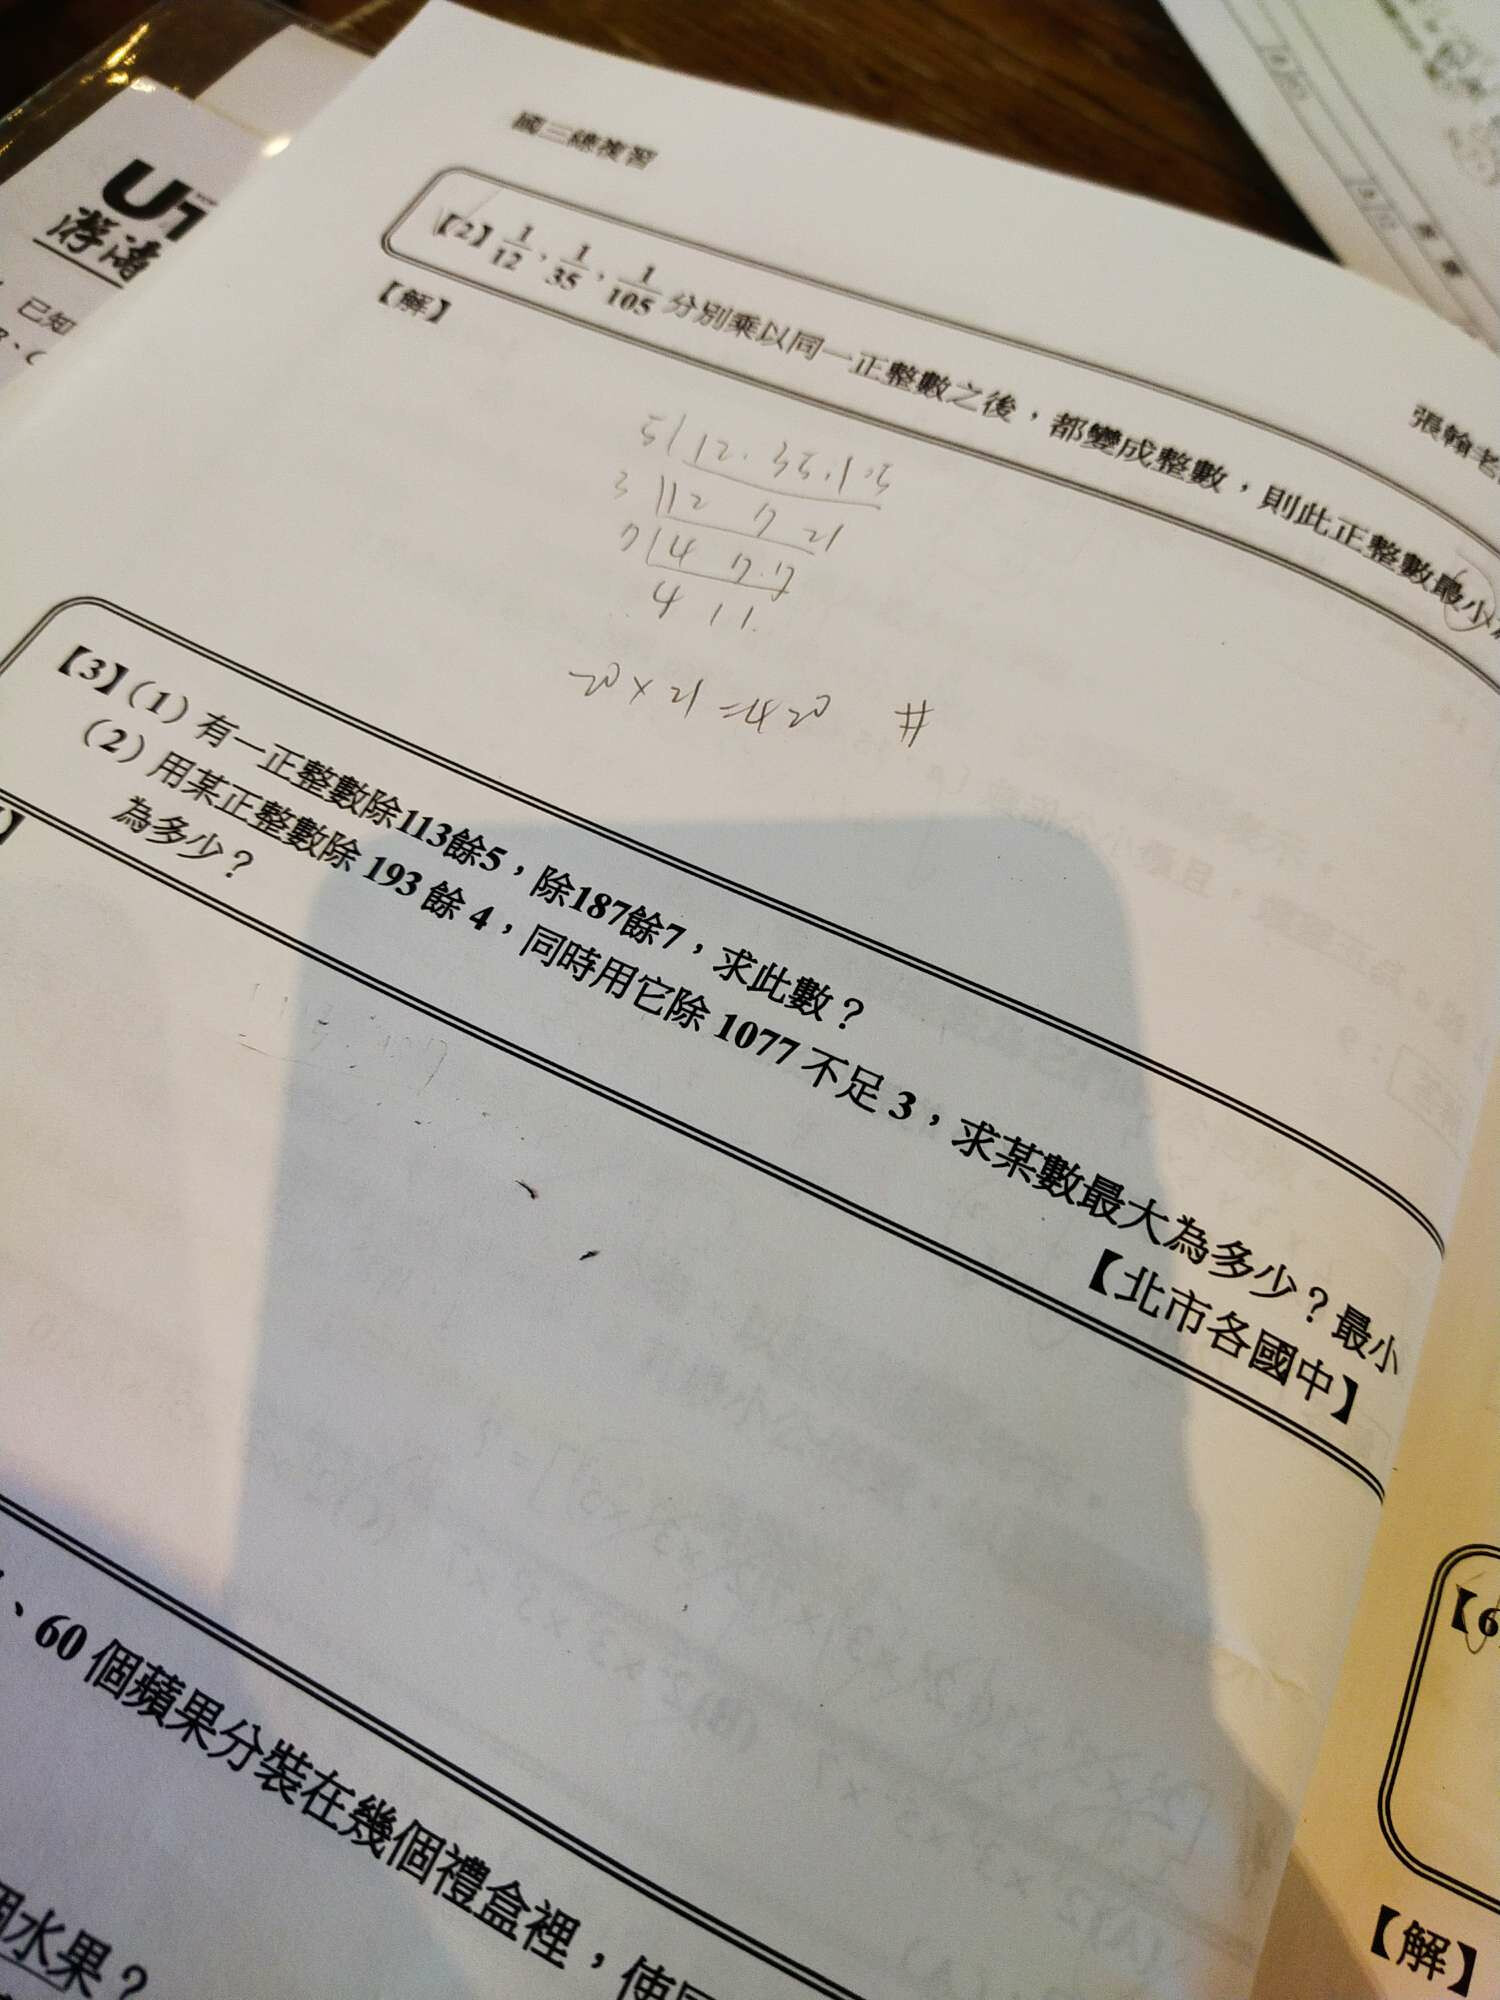 國三總複習
張翰老
UT
游濤
已知
【2】1/12,1/35,1/105 分別乘以同一正整數之後，都變成整數，則此正整數最小
【解】
5 12. 35. 105
3 12 7 21
7 4 7. 7
4 1 1.
20 × 21 = 420 #
【3】(1) 有一正整數除113餘5，除187餘7，求此數？
(2) 用某正整數除 193 餘 4，同時用它除 1077 不足 3，求某數最大為多少？最小
為多少？
【北市各國中】
、60 個蘋果分裝在幾個禮盒裡，使
水果？
【6
【解】